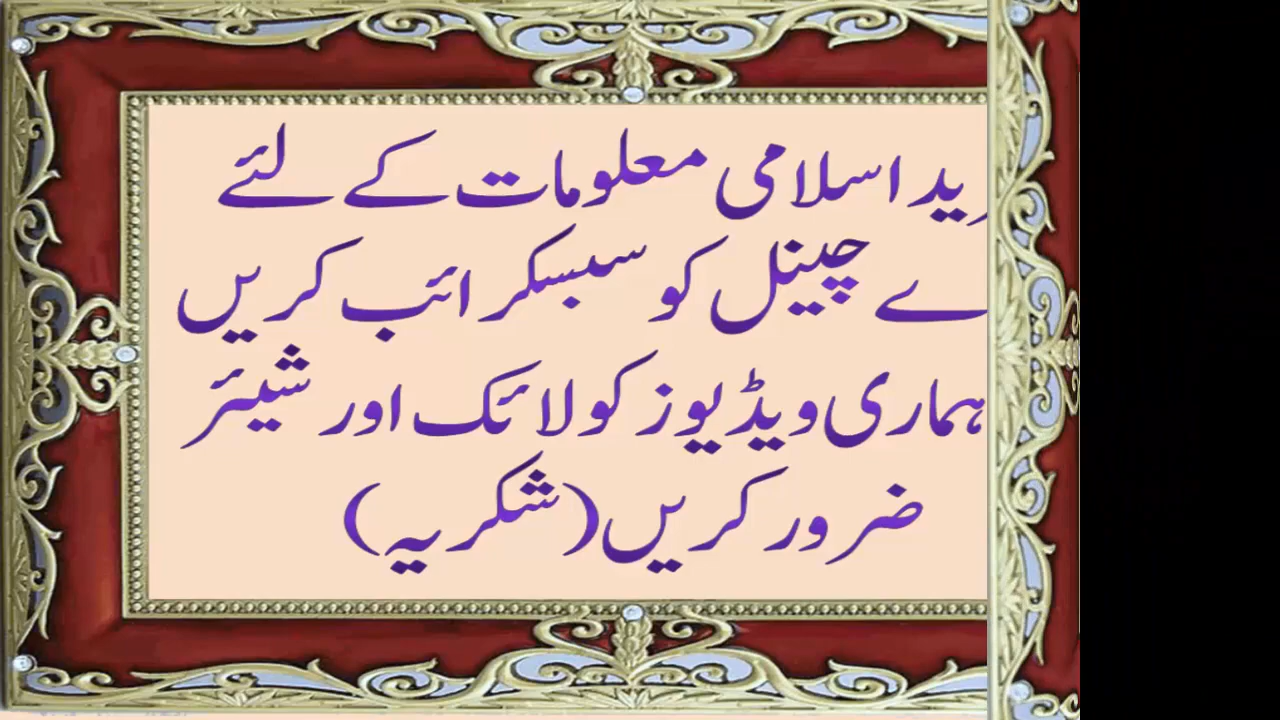 اسلامی معلومات کے لئے
چینل کو سبسکرائب کریں
ہماری ویڈیوز کو لائک اور شیئر
ضرور کریں (شکریہ)